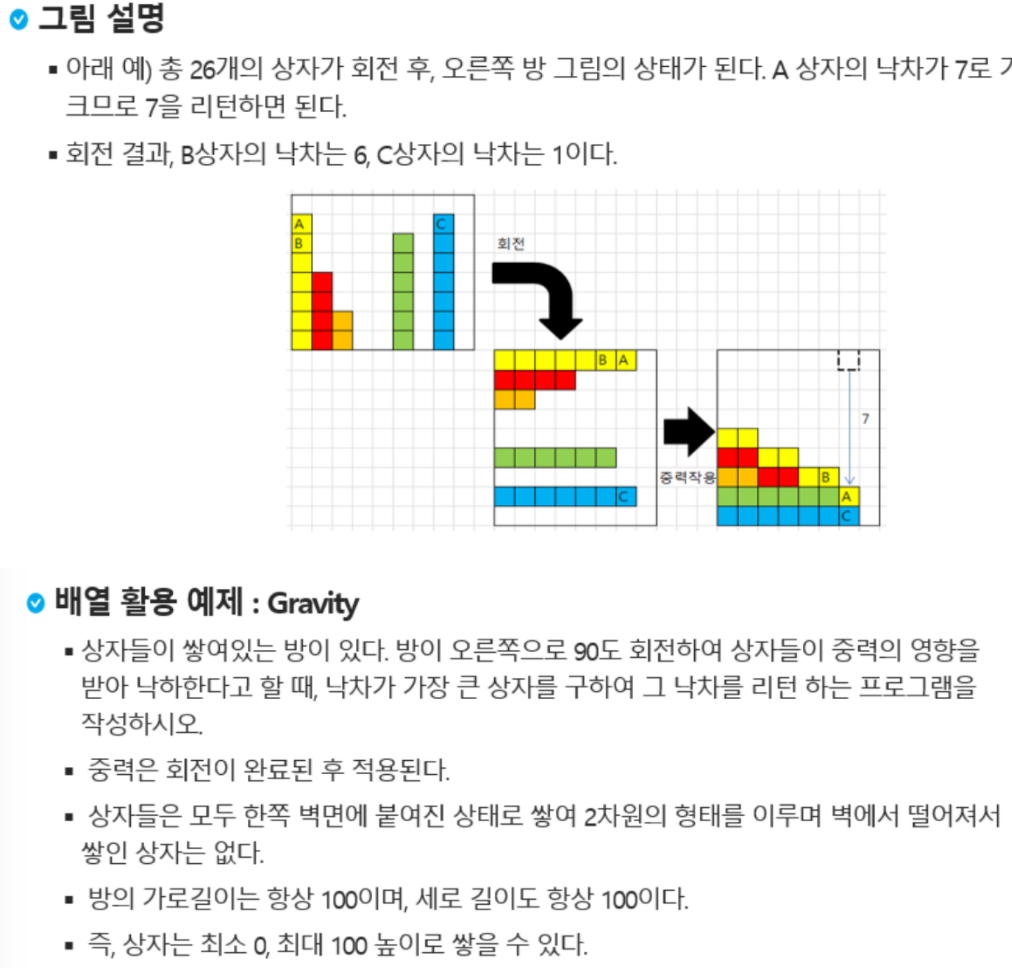 그림 설명
▪ 아래 예) 총 26개의 상자가 회전 후, 오른쪽 방 그림의 상태가 된다. A 상자의 낙차가 7로
크므로 7을 리턴하면 된다.
▪ 회전 결과, B상자의 낙차는 6, C상자의 낙차는 1이다.
A
C
B
회전
B A
7
중력작용
B
C
A
C
배열 활용 예제 : Gravity
▪ 상자들이 쌓여있는 방이 있다. 방이 오른쪽으로 90도 회전하여 상자들이 중력의 영향을
받아 낙하한다고 할 때, 낙차가 가장 큰 상자를 구하여 그 낙차를 리턴 하는 프로그램을
작성하시오.
▪ 중력은 회전이 완료된 후 적용된다.
▪ 상자들은 모두 한쪽 벽면에 붙여진 상태로 쌓여 2차원의 형태를 이루며 벽에서 떨어져서
쌓인 상자는 없다.
▪ 방의 가로길이는 항상 100이며, 세로 길이도 항상 100이다.
▪ 즉, 상자는 최소 0, 최대 100 높이로 쌓을 수 있다.